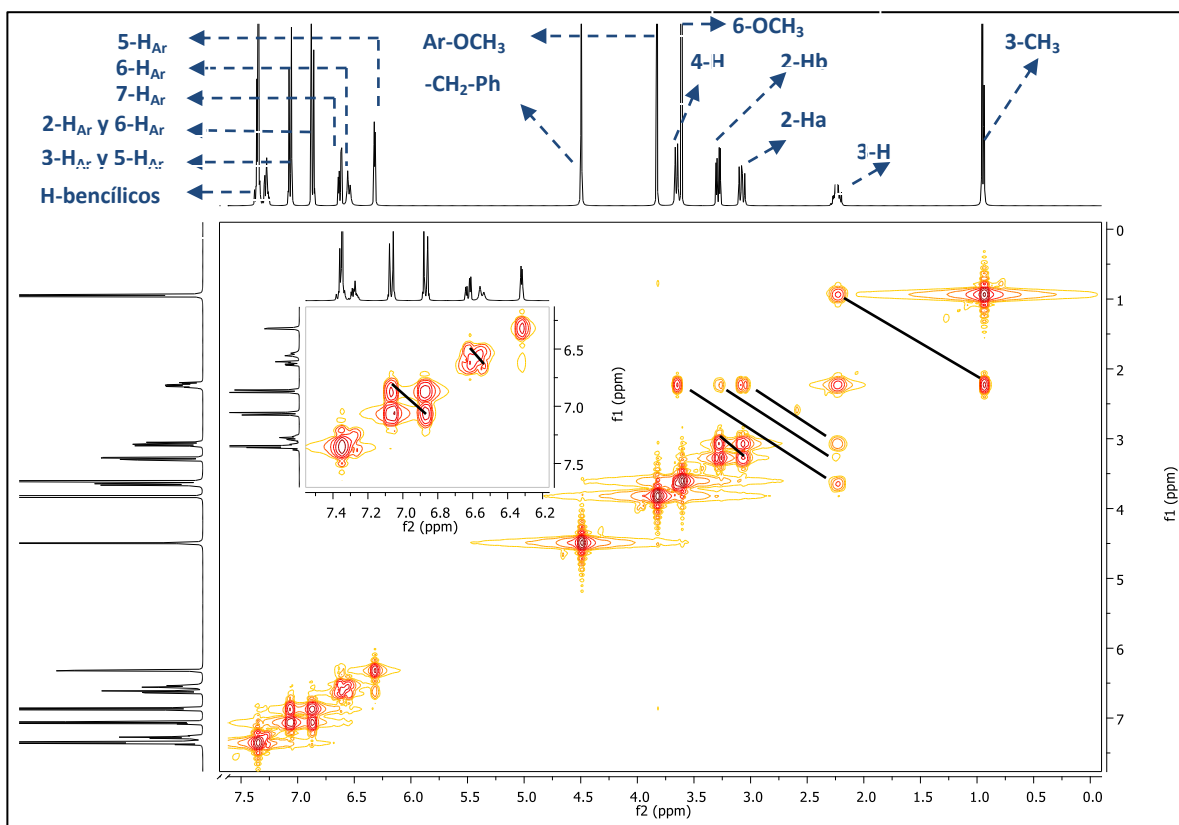 5-HAr
6-HAr
7-HAr
2-HAr y 6-HAr
3-HAr y 5-HAr
H-bencílicos
Ar-OCH3
-CH2-Ph
6-OCH3
4-H
2-Hb
2-Ha
3-H
3-CH3
0
1
2
3
4
5
6
7
f1 (ppm)
6.5
7.0
7.5
f1 (ppm)
7.4 7.2 7.0 6.8 6.6 6.4 6.2
f2 (ppm)
7.5 7.0 6.5 6.0 5.5 5.0 4.5 4.0 3.5 3.0 2.5 2.0 1.5 1.0 0.5 0.0
f2 (ppm)